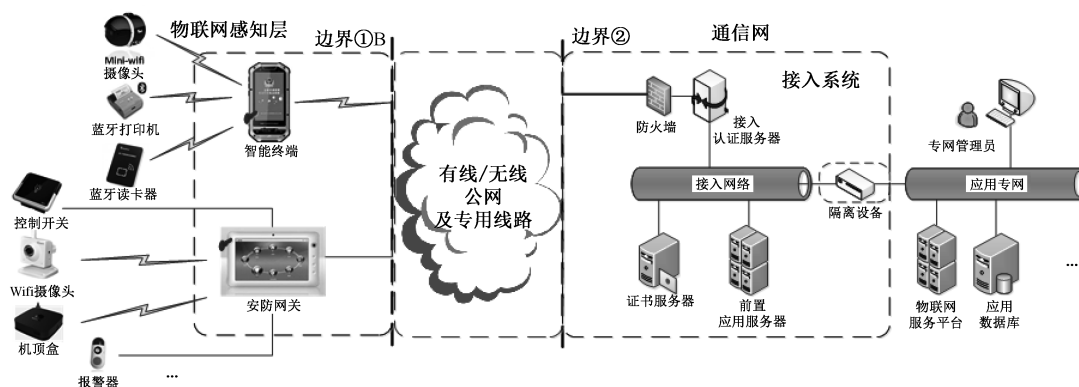 物联网感知层
边界①B
边界②
通信网
Mini-wifi
摄像头
蓝牙打印机
蓝牙读卡器
控制开关
Wifi摄像头
机顶盒
报警器
...
智能终端
安防网关
有线/无线
公网
及专用线路
接入系统
防火墙
接入
认证服务器
接入网络
隔离设备
证书服务器
前置
应用服务器
专网管理员
应用专网
物联网
服务平台
应用
数据库
...